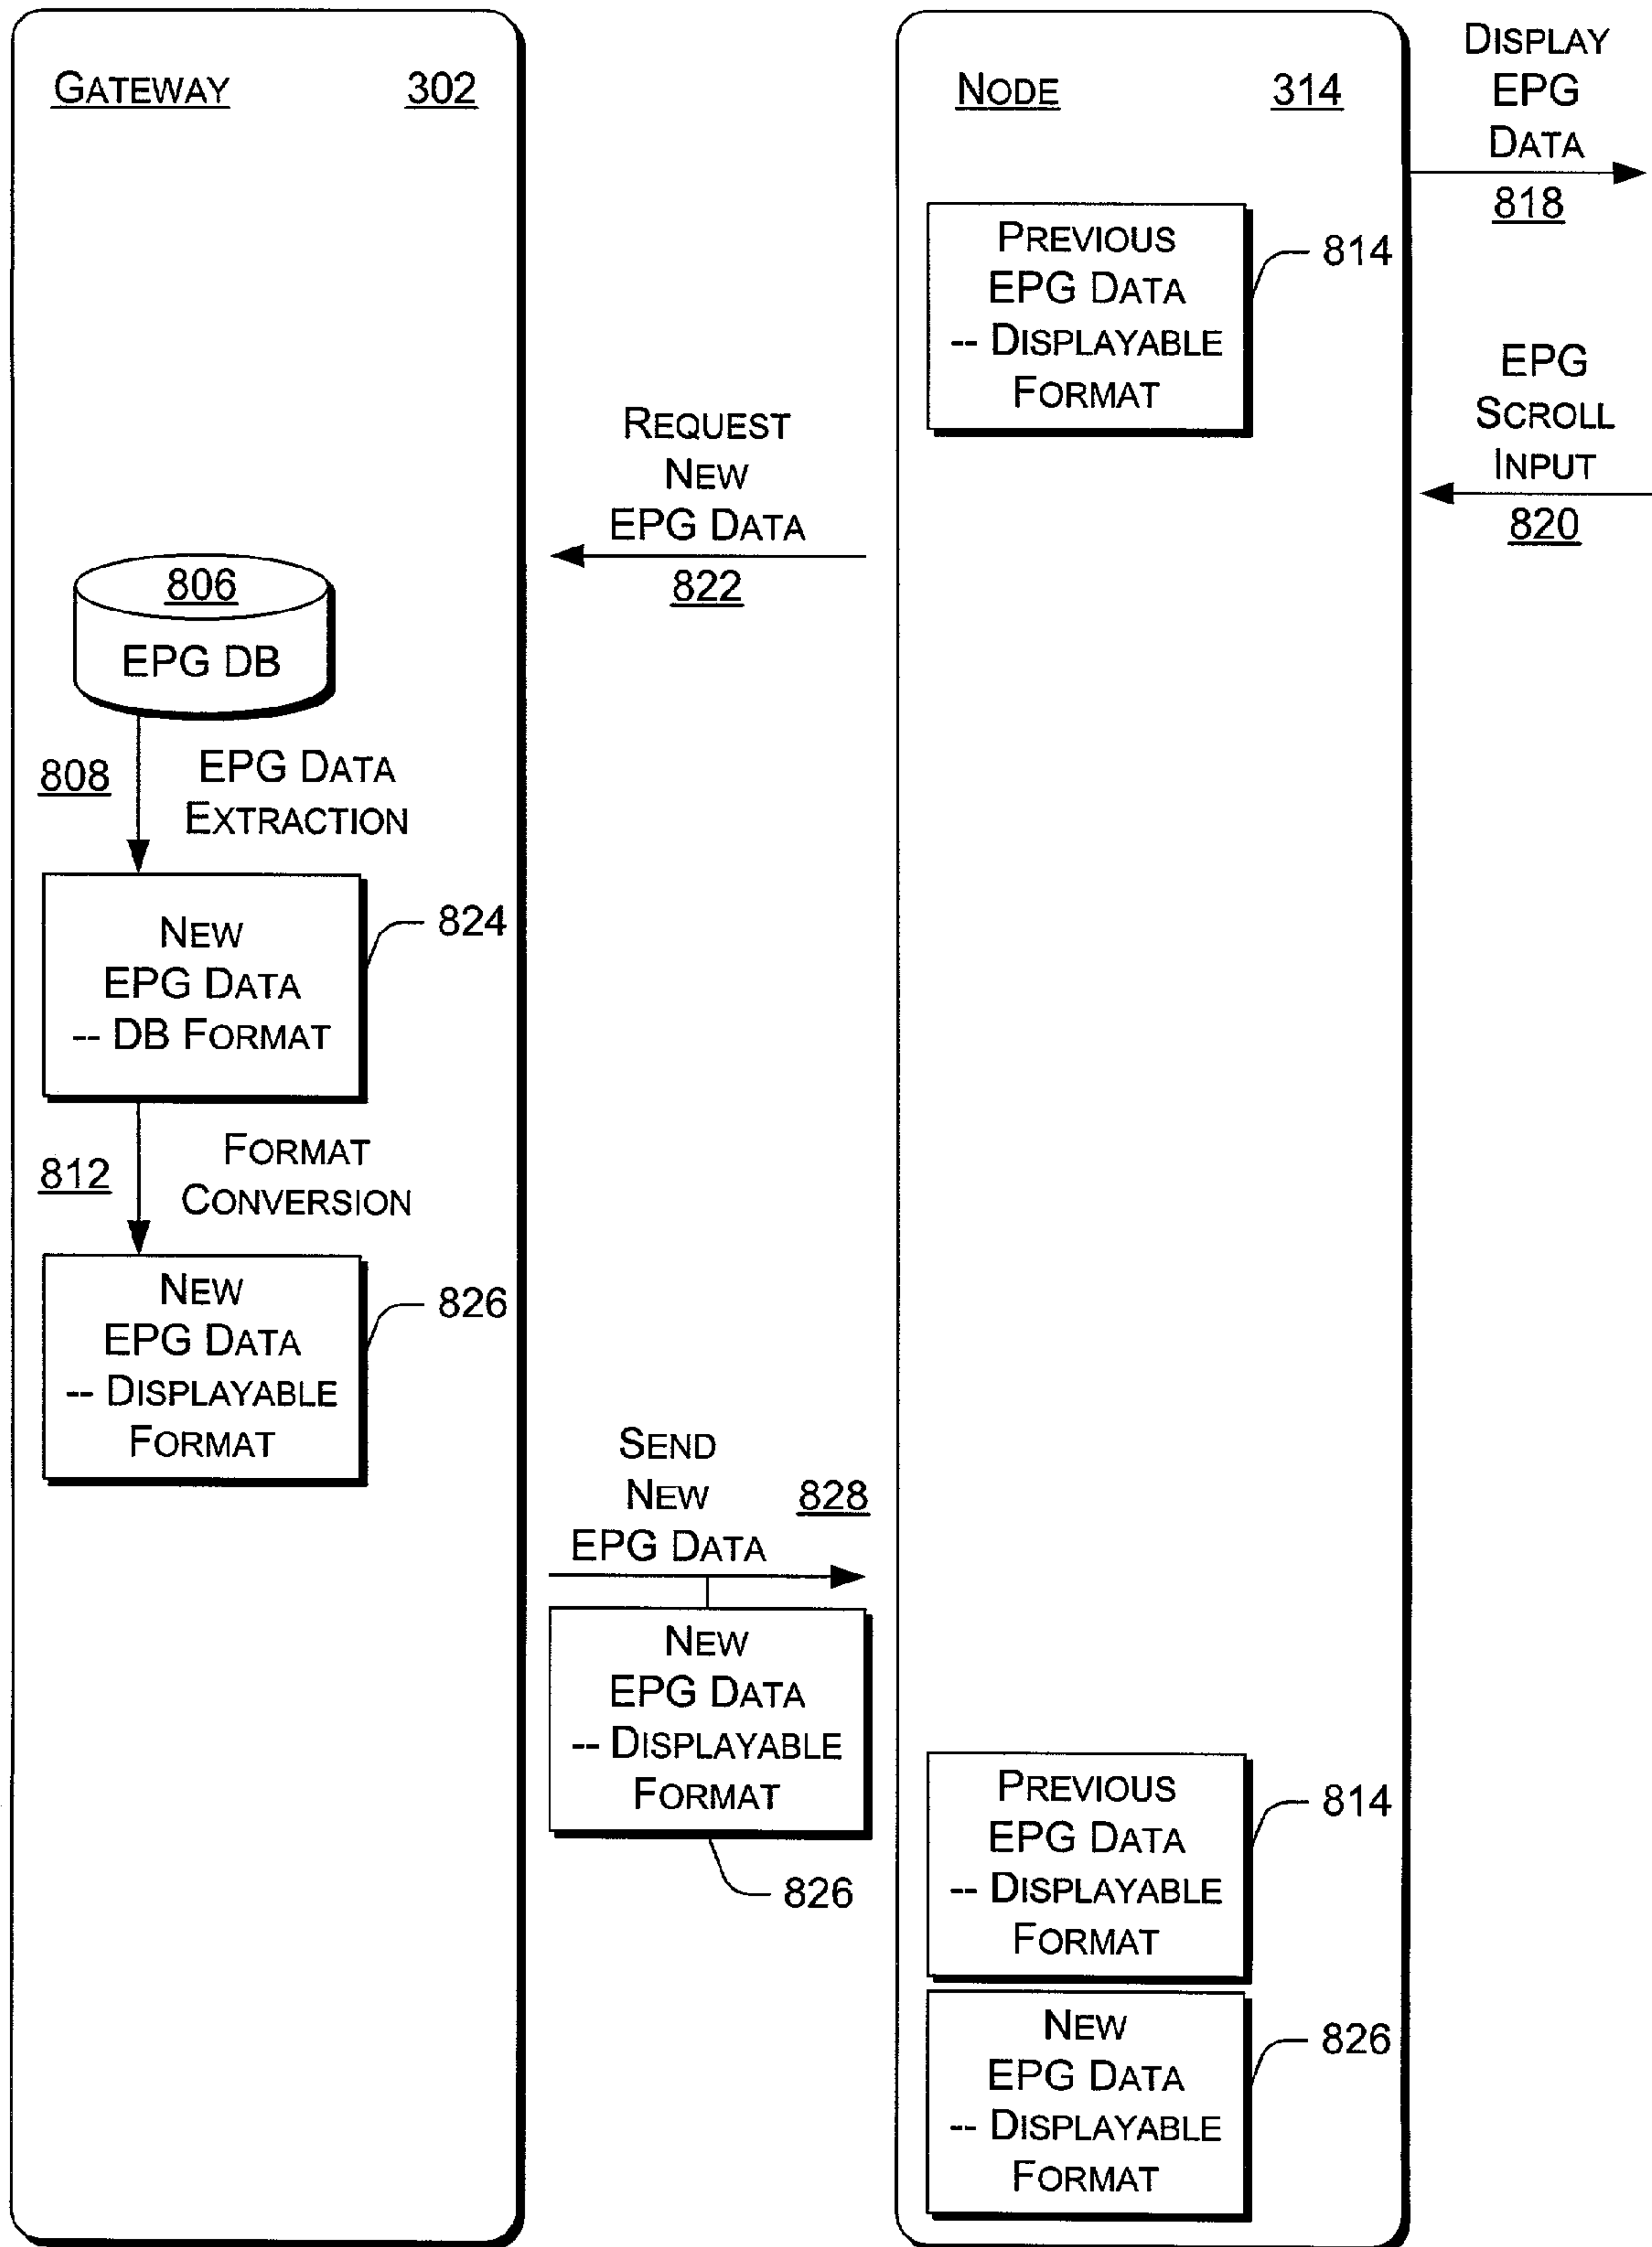 GATEWAY 302
NODE 314
DISPLAY
EPG
DATA
818
PREVIOUS
EPG DATA
-- DISPLAYABLE
FORMAT
814
EPG
SCROLL
INPUT
820
REQUEST
NEW
EPG DATA
822
806
EPG DB
808
EPG DATA
EXTRACTION
NEW
EPG DATA
-- DB FORMAT
824
812
FORMAT
CONVERSION
NEW
EPG DATA
-- DISPLAYABLE
FORMAT
826
SEND
NEW
EPG DATA
828
NEW
EPG DATA
-- DISPLAYABLE
FORMAT
826
PREVIOUS
EPG DATA
-- DISPLAYABLE
FORMAT
814
NEW
EPG DATA
-- DISPLAYABLE
FORMAT
826